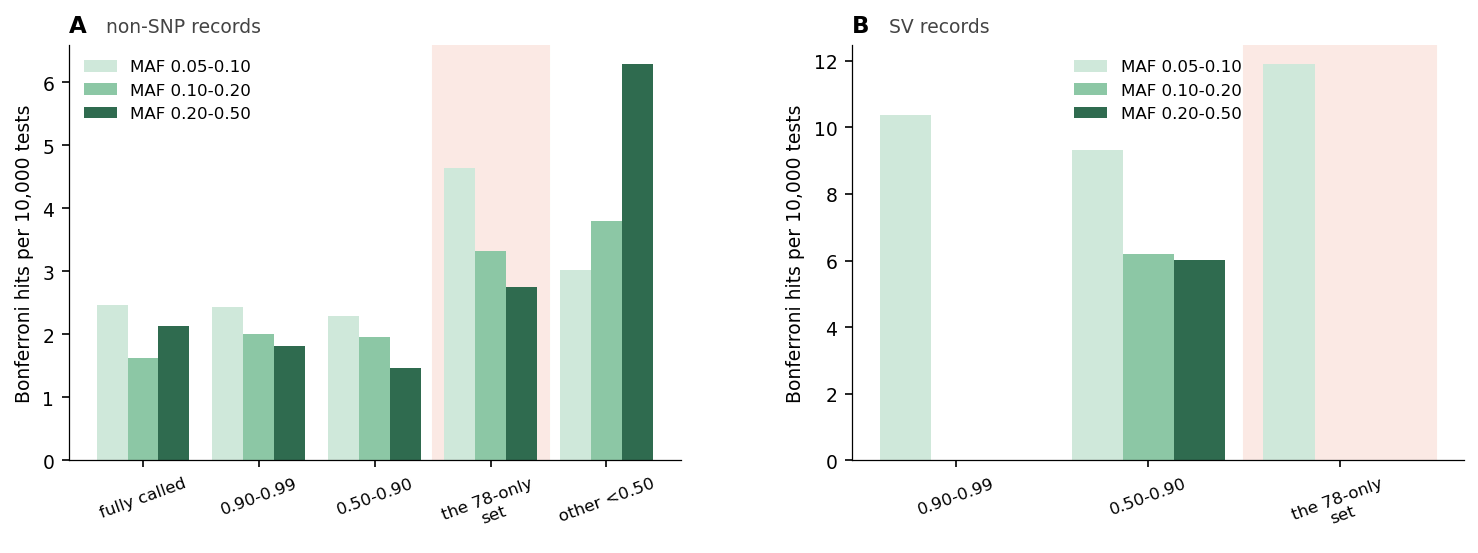 A non-SNP records
Bonferroni hits per 10,000 tests
6
5
4
3
2
1
0
MAF 0.05-0.10
MAF 0.10-0.20
MAF 0.20-0.50
fully called
0.90-0.99
0.50-0.90
the 78-only
set
other <0.50
B SV records
Bonferroni hits per 10,000 tests
12
10
8
6
4
2
0
MAF 0.05-0.10
MAF 0.10-0.20
MAF 0.20-0.50
0.90-0.99
0.50-0.90
the 78-only
set